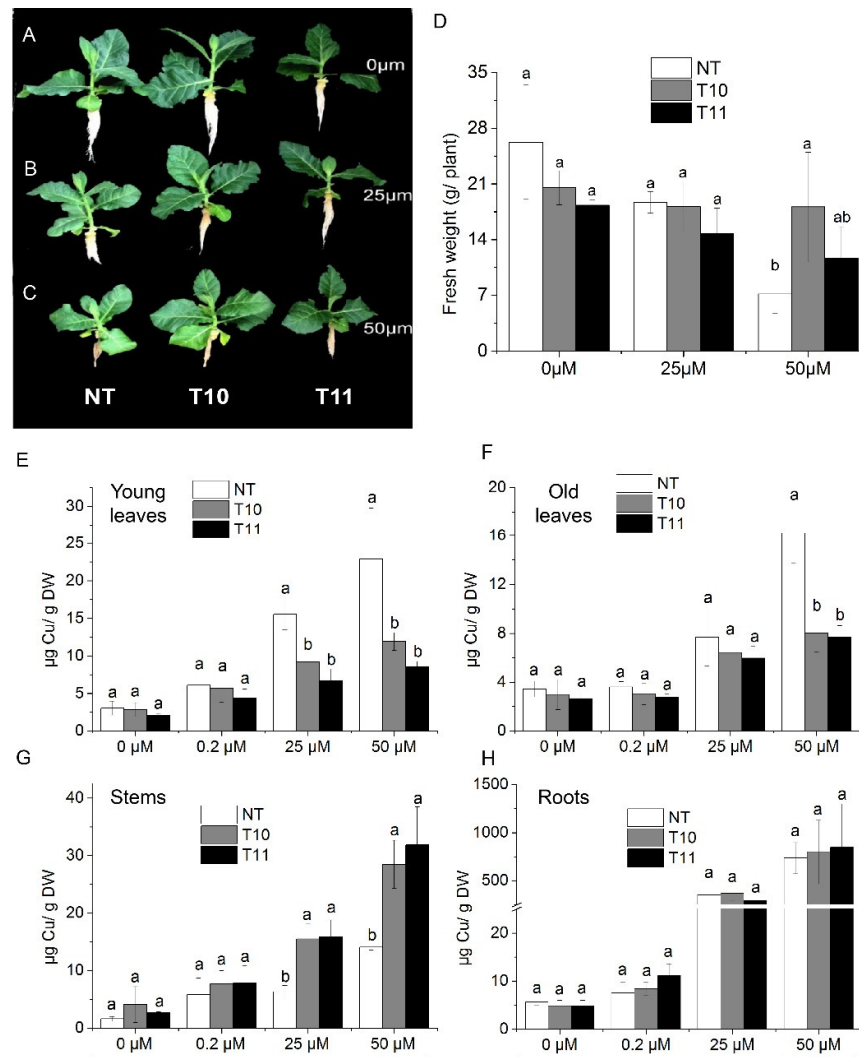 A
0µm
B
25µm
C
50µm
NT T10 T11
D
Fresh weight (g/ plant)
35
28
21
14
7
0
NT
T10
T11
a
a
a
a
a
a
b
a
ab
0µM 25µM 50µM
E
Young
leaves
NT
T10
T11
µg Cu/ g DW
30
25
20
15
10
5
0
a a a
a a a
a b b
a b b
0 µM 0.2 µM 25 µM 50 µM
F
Old
leaves
NT
T10
T11
µg Cu/ g DW
20
16
12
8
4
0
a a a
a a a
a a a
a b b
0 µM 0.2 µM 25 µM 50 µM
G
Stems
NT
T10
T11
µg Cu/ g DW
40
30
20
10
0
a a a
a a a
b a a
b a a
0 µM 0.2 µM 25 µM 50 µM
H
Roots
NT
T10
T11
µg Cu/ g DW
1500
1000
750
500
20
10
5
0
a a a
a a a
a a a
a a a
0 µM 0.2 µM 25 µM 50 µM